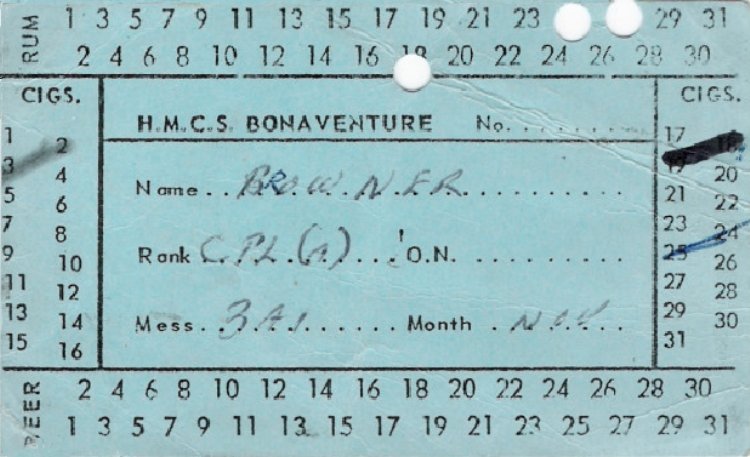 RUM 1 3 5 7 9 11 13 15 17 19 21 23 29 31
2 4 6 8 10 12 14 16 18 20 22 24 26 28 30
CIGS. CIGS.
H.M.C.S. BONAVENTURE No. . . . . . . .
1 2 17 18
3 4 19 20
Name . . BROWNER . . . . . . . . . .
5 6 21 22
7 8 23 24
Rank CPL (A) O.N. . . . . . . . . . .
9 10 25 26
11 12 27 28
13 14 29 30
Mess . . 3A1 . . . . . . . Month . NOV . .
15 16 31
BEER 2 4 6 8 10 12 14 16 18 20 22 24 26 28 30
1 3 5 7 9 11 13 15 17 19 21 23 25 27 29 31